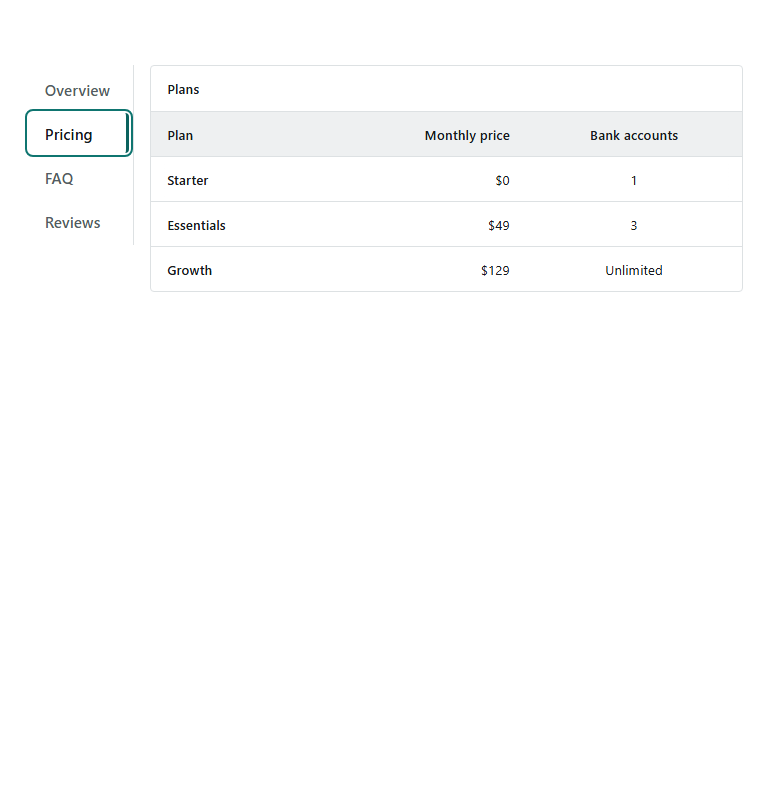 Overview
Pricing
FAQ
Reviews
Plans
Plan Monthly price Bank accounts
Starter $0 1
Essentials $49 3
Growth $129 Unlimited